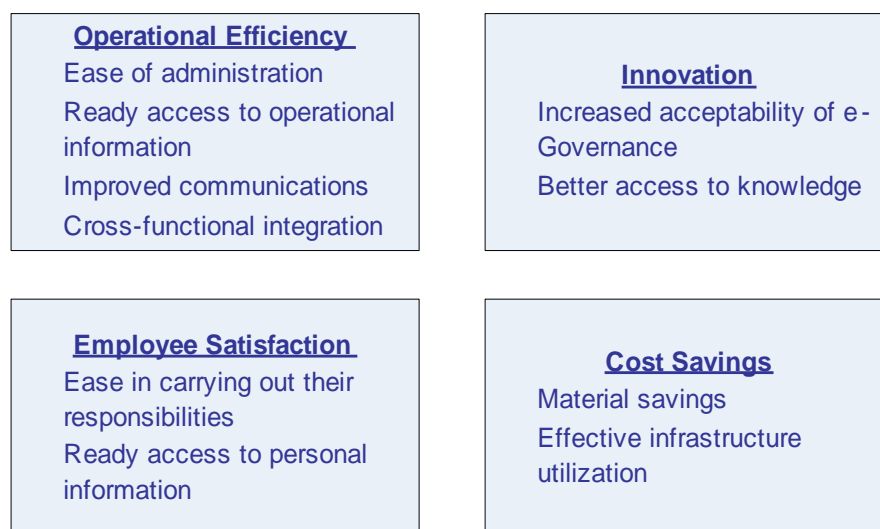 Operational Efficiency
Ease of administration
Ready access to operational
information
Improved communications
Cross-functional integration
Innovation
Increased acceptability of e-
Governance
Better access to knowledge
Employee Satisfaction
Ease in carrying out their
responsibilities
Ready access to personal
information
Cost Savings
Material savings
Effective infrastructure
utilization